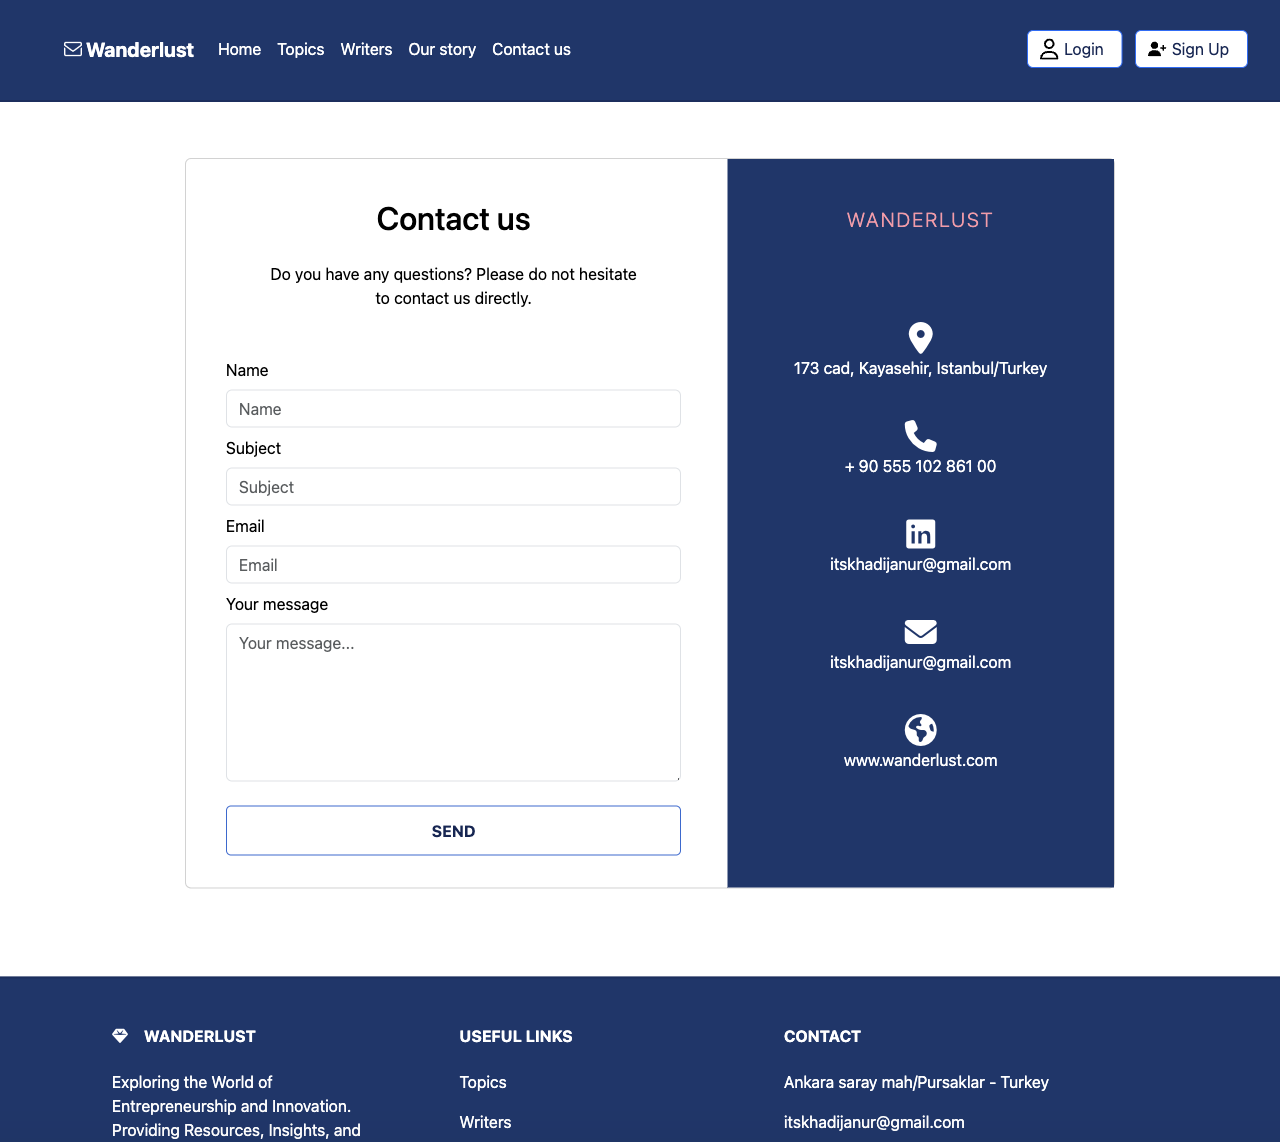 Wanderlust Home Topics Writers Our story Contact us Login Sign Up
Contact us
Do you have any questions? Please do not hesitate
to contact us directly.
Name
Name
Subject
Subject
Email
Email
Your message
Your message...
SEND
WANDERLUST
173 cad, Kayasehir, Istanbul/Turkey
+ 90 555 102 861 00
itskhadijanur@gmail.com
itskhadijanur@gmail.com
www.wanderlust.com
WANDERLUST
Exploring the World of
Entrepreneurship and Innovation.
Providing Resources, Insights, and
USEFUL LINKS
Topics
Writers
CONTACT
Ankara saray mah/Pursaklar - Turkey
itskhadijanur@gmail.com